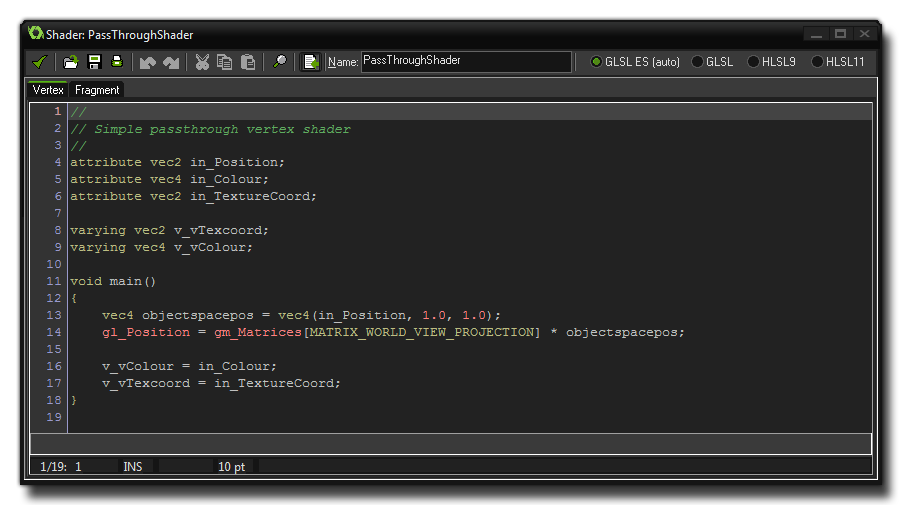 Shader: PassThroughShader
Name: PassThroughShader GLSL ES (auto) GLSL HLSL9 HLSL11
Vertex Fragment
1 //
2 // Simple passthrough vertex shader
3 //
4 attribute vec2 in_Position;
5 attribute vec4 in_Colour;
6 attribute vec2 in_TextureCoord;
7
8 varying vec2 v_vTexcoord;
9 varying vec4 v_vColour;
10
11 void main()
12 {
13 vec4 objectspacepos = vec4(in_Position, 1.0, 1.0);
14 gl_Position = gm_Matrices[MATRIX_WORLD_VIEW_PROJECTION] * objectspacepos;
15
16 v_vColour = in_Colour;
17 v_vTexcoord = in_TextureCoord;
18 }
19
1/19: 1 INS 10 pt